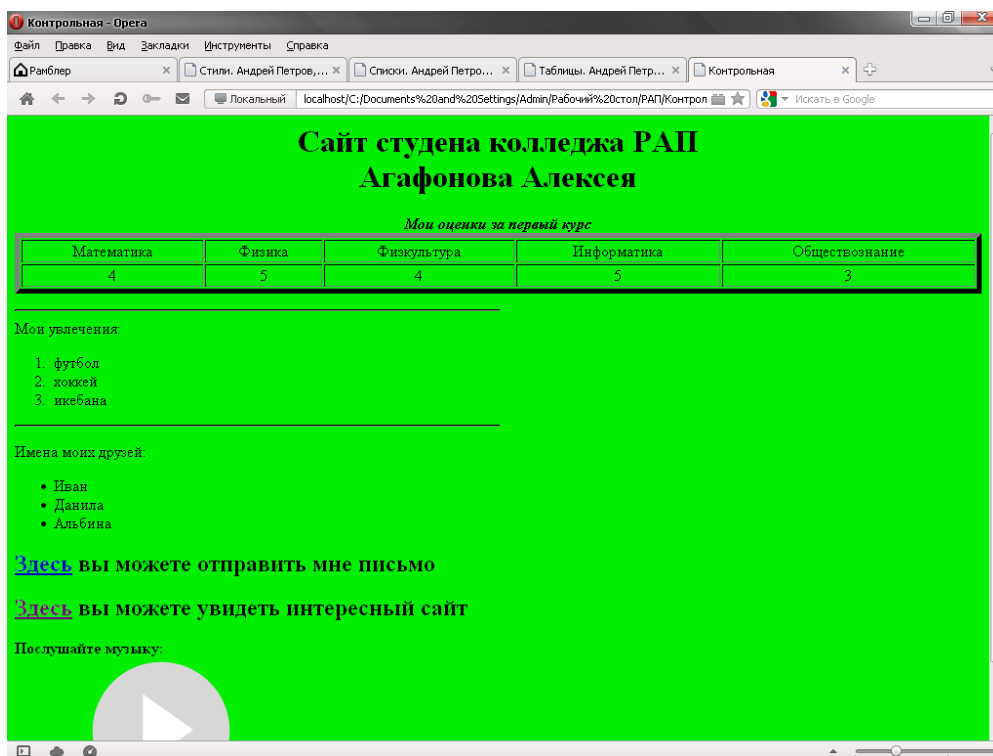 Контрольная - Opera
Файл Правка Вид Закладки Инструменты Справка
Рамблер
Стили. Андрей Петров,...
Списки. Андрей Петро...
Таблицы. Андрей Петр...
Контрольная
Локальный localhost/C:/Documents%20and%20Settings/Admin/Рабочий%20стол/РАП/Контрол
Искать в Google
Сайт студена колледжа РАП
Агафонова Алексея
Мои оценки за первый курс
Математика Физика Физкультура Информатика Обществознание
4 5 4 5 3
Мои увлечения:
1. футбол
2. хоккей
3. икебана
Имена моих друзей:
• Иван
• Данила
• Альбина
Здесь вы можете отправить мне письмо
Здесь вы можете увидеть интересный сайт
Послушайте музыку: